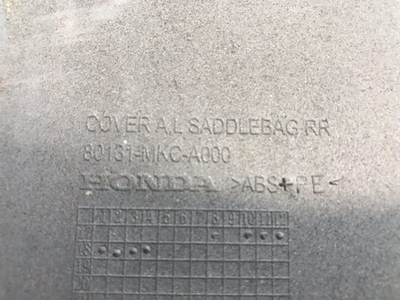 COVER A,L SADDLEBAG RR
80131-MKC-A000
HONDA >ABS+PE<